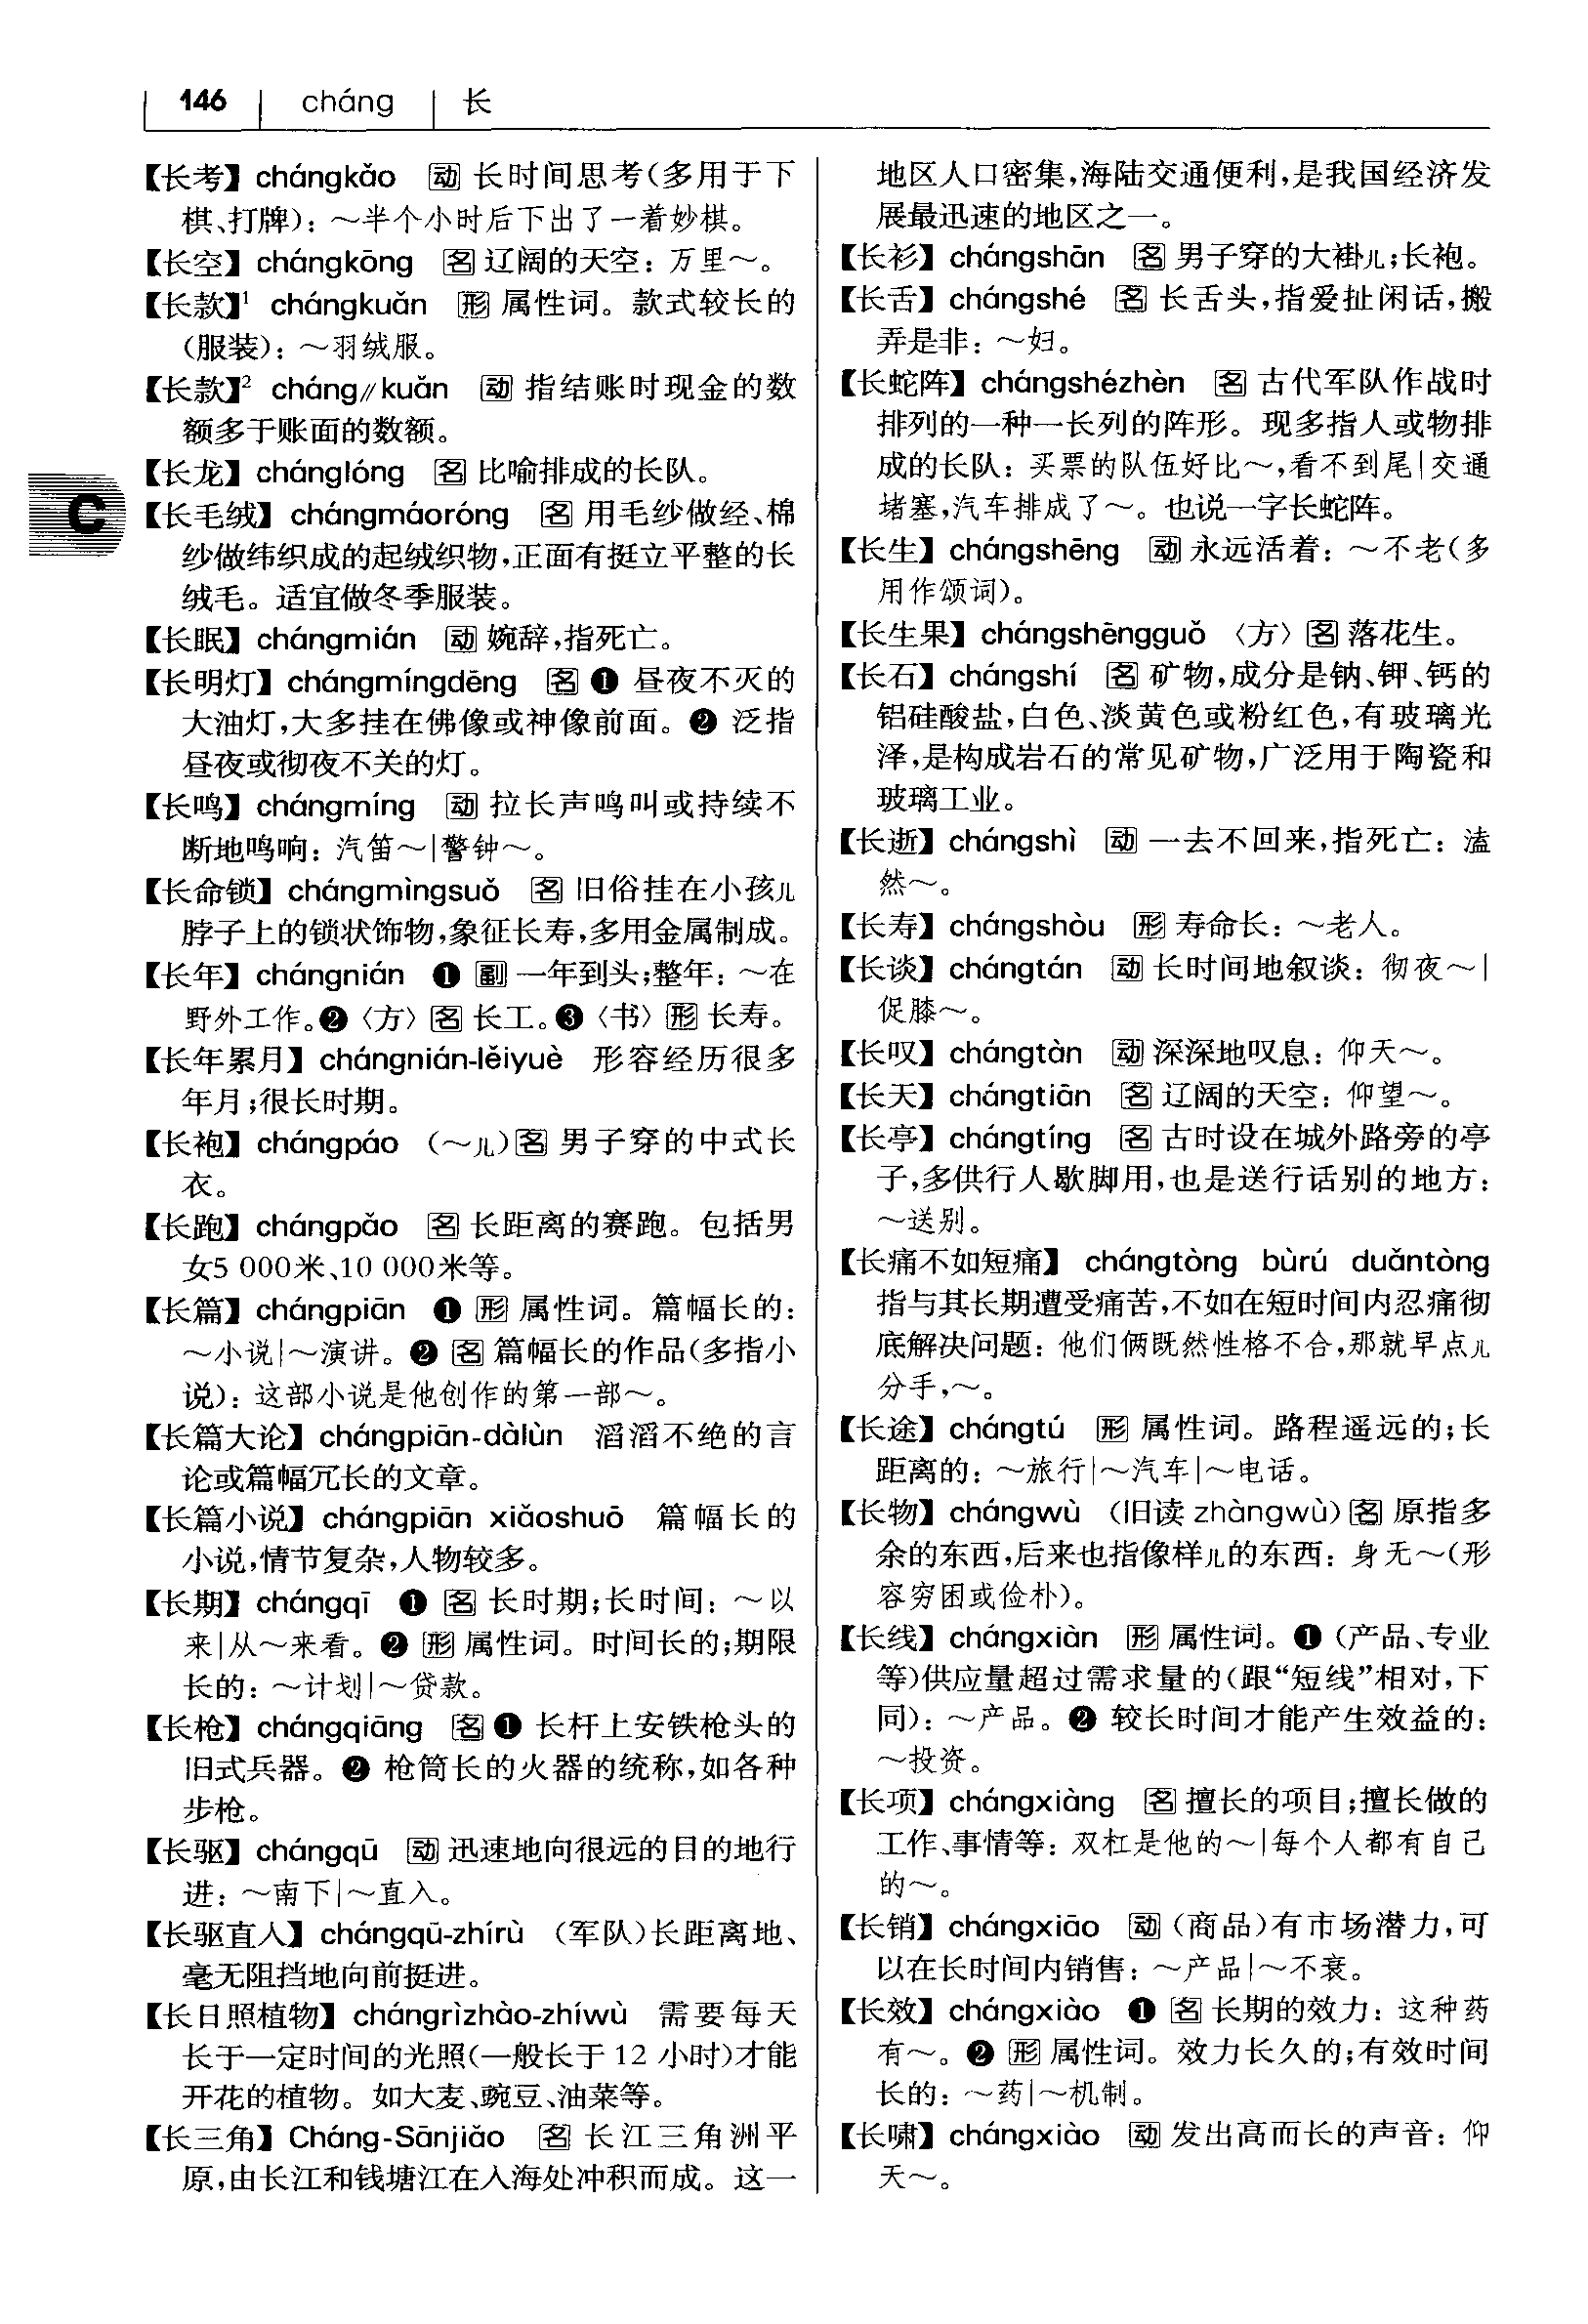 146 cháng 长
【长考】chángkǎo 动 长时间思考(多用于下
棋、打牌)：～半个小时后下出了一着妙棋。
【长空】chángkōng 名 辽阔的天空：万里～。
【长款】¹ chángkuǎn 形 属性词。款式较长的
(服装)：～羽绒服。
【长款】² cháng∥kuǎn 动 指结账时现金的数
额多于账面的数额。
【长龙】chánglóng 名 比喻排成的长队。
C
【长毛绒】chángmáoróng 名 用毛纱做经、棉
纱做纬织成的起绒织物,正面有挺立平整的长
绒毛。适宜做冬季服装。
【长眠】chángmián 动 婉辞,指死亡。
【长明灯】chángmíngdēng 名 ❶ 昼夜不灭的
大油灯,大多挂在佛像或神像前面。❷ 泛指
昼夜或彻夜不关的灯。
【长鸣】chángmíng 动 拉长声鸣叫或持续不
断地鸣响：汽笛～|警钟～。
【长命锁】chángmìngsuǒ 名 旧俗挂在小孩儿
脖子上的锁状饰物,象征长寿,多用金属制成。
【长年】chángnián ❶ 副 一年到头;整年：～在
野外工作。❷〈方〉名 长工。❸〈书〉形 长寿。
【长年累月】chángnián-lěiyuè 形容经历很多
年月;很长时期。
【长袍】chángpáo (～儿)名 男子穿的中式长
衣。
【长跑】chángpǎo 名 长距离的赛跑。包括男
女5 000米、10 000米等。
【长篇】chángpiān ❶ 形 属性词。篇幅长的：
～小说|～演讲。❷ 名 篇幅长的作品(多指小
说)：这部小说是他创作的第一部～。
【长篇大论】chángpiān-dàlùn 滔滔不绝的言
论或篇幅冗长的文章。
【长篇小说】chángpiān xiǎoshuō 篇幅长的
小说,情节复杂,人物较多。
【长期】chángqī ❶ 名 长时期;长时间：～以
来|从～来看。❷ 形 属性词。时间长的;期限
长的：～计划|～贷款。
【长枪】chángqiāng 名 ❶ 长杆上安铁枪头的
旧式兵器。❷ 枪筒长的火器的统称,如各种
步枪。
【长驱】chángqū 动 迅速地向很远的目的地行
进：～南下|～直入。
【长驱直入】chángqū-zhírù (军队)长距离地、
毫无阻挡地向前挺进。
【长日照植物】chángrìzhào-zhíwù 需要每天
长于一定时间的光照(一般长于 12 小时)才能
开花的植物。如大麦、豌豆、油菜等。
【长三角】Cháng-Sānjiǎo 名 长江三角洲平
原,由长江和钱塘江在入海处冲积而成。这一
地区人口密集,海陆交通便利,是我国经济发
展最迅速的地区之一。
【长衫】chángshān 名 男子穿的大褂儿;长袍。
【长舌】chángshé 名 长舌头,指爱扯闲话,搬
弄是非：～妇。
【长蛇阵】chángshézhèn 名 古代军队作战时
排列的一种一长列的阵形。现多指人或物排
成的长队：买票的队伍好比～,看不到尾|交通
堵塞,汽车排成了～。也说一字长蛇阵。
【长生】chángshēng 动 永远活着：～不老(多
用作颂词)。
【长生果】chángshēngguǒ 〈方〉名 落花生。
【长石】chángshí 名 矿物,成分是钠、钾、钙的
铝硅酸盐,白色、淡黄色或粉红色,有玻璃光
泽,是构成岩石的常见矿物,广泛用于陶瓷和
玻璃工业。
【长逝】chángshì 动 一去不回来,指死亡：溘
然～。
【长寿】chángshòu 形 寿命长：～老人。
【长谈】chángtán 动 长时间地叙谈：彻夜～|
促膝～。
【长叹】chángtàn 动 深深地叹息：仰天～。
【长天】chángtiān 名 辽阔的天空：仰望～。
【长亭】chángtíng 名 古时设在城外路旁的亭
子,多供行人歇脚用,也是送行话别的地方：
～送别。
【长痛不如短痛】 chángtòng bùrú duǎntòng
指与其长期遭受痛苦,不如在短时间内忍痛彻
底解决问题：他们俩既然性格不合,那就早点儿
分手,～。
【长途】chángtú 形 属性词。路程遥远的;长
距离的：～旅行|～汽车|～电话。
【长物】chángwù (旧读 zhàngwù)名 原指多
余的东西,后来也指像样儿的东西：身无～(形
容穷困或俭朴)。
【长线】chángxiàn 形 属性词。❶ (产品、专业
等)供应量超过需求量的(跟“短线”相对,下
同)：～产品。❷ 较长时间才能产生效益的：
～投资。
【长项】chángxiàng 名 擅长的项目;擅长做的
工作、事情等：双杠是他的～|每个人都有自己
的～。
【长销】chángxiāo 动 (商品)有市场潜力,可
以在长时间内销售：～产品|～不衰。
【长效】chángxiào ❶ 名 长期的效力：这种药
有～。❷ 形 属性词。效力长久的;有效时间
长的：～药|～机制。
【长啸】chángxiào 动 发出高而长的声音：仰
天～。